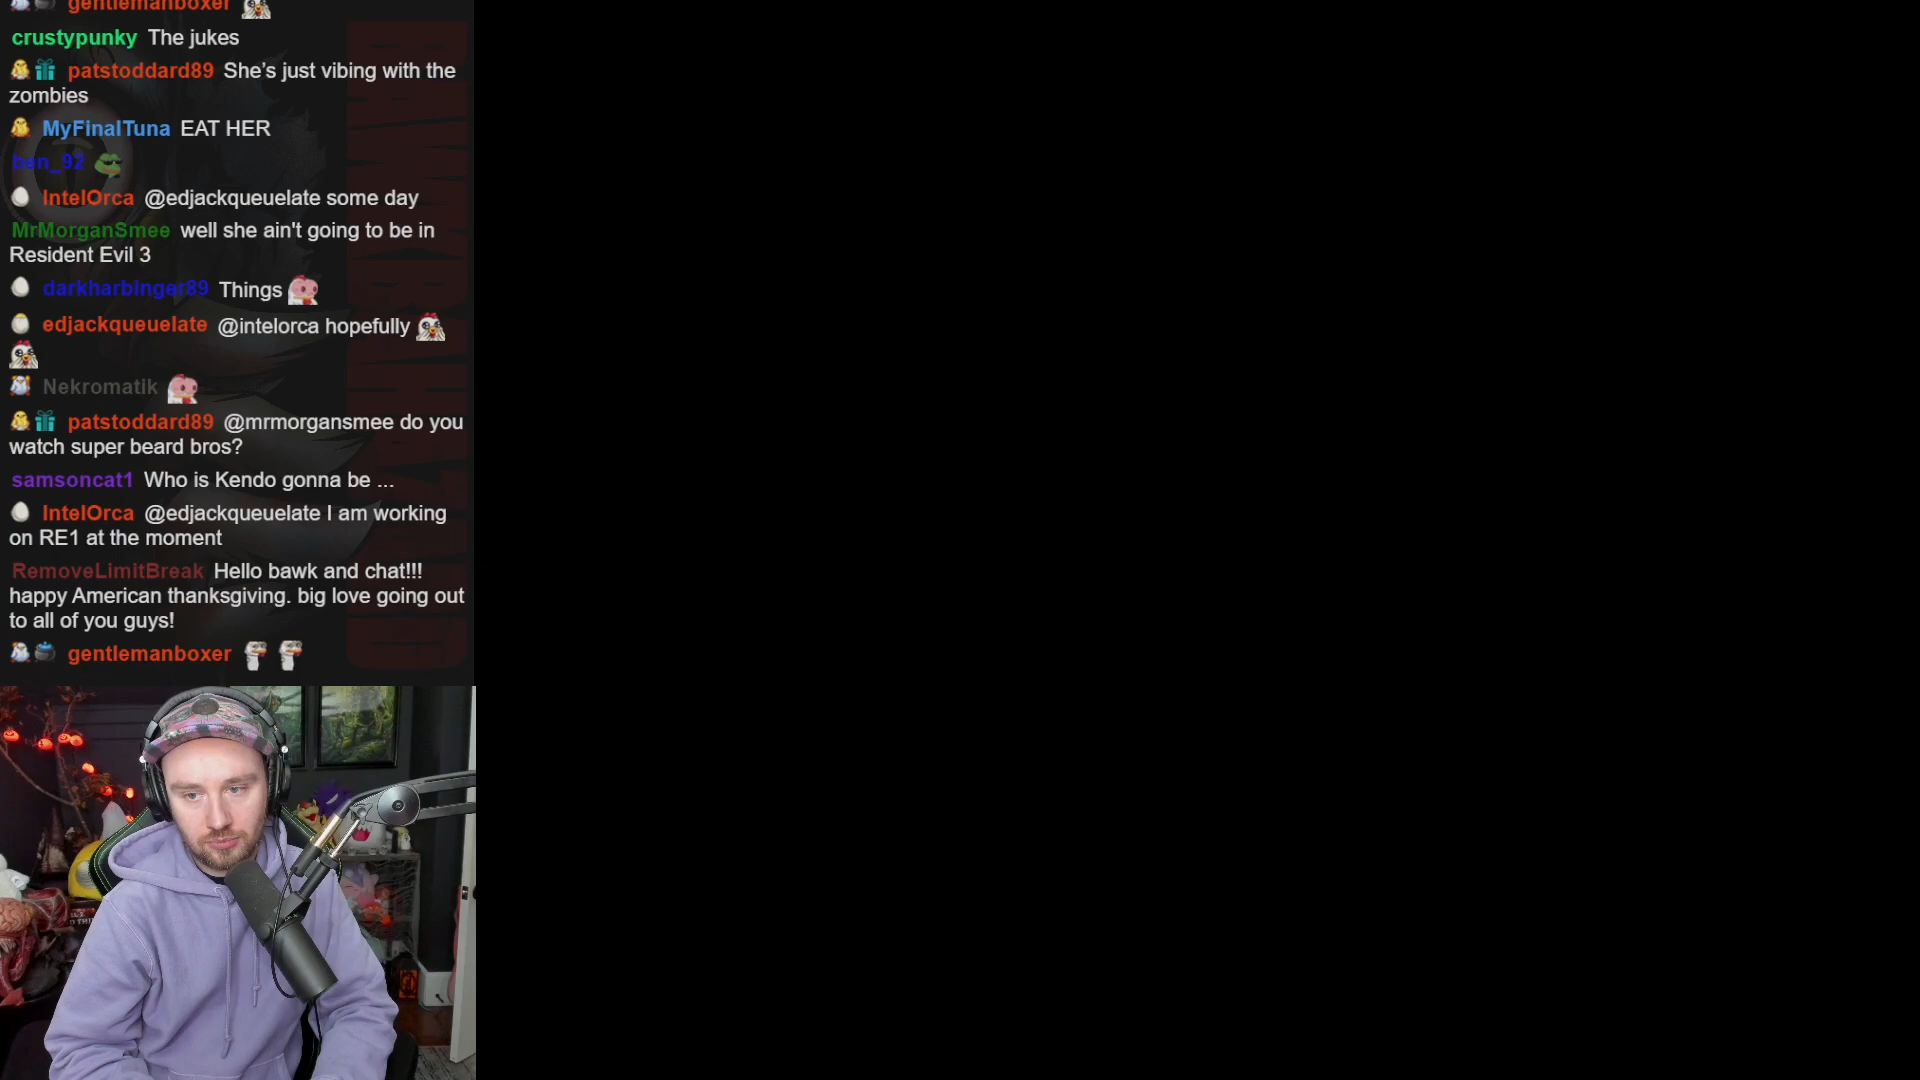 gentlemanboxer
crustypunky The jukes
patstoddard89 She's just vibing with the
zombies
MyFinalTuna EAT HER
ben_92
IntelOrca @edjackqueuelate some day
MrMorganSmee well she ain't going to be in
Resident Evil 3
darkharbinger89 Things
edjackqueuelate @intelorca hopefully
Nekromatik
patstoddard89 @mrmorgansmee do you
watch super beard bros?
samsoncat1 Who is Kendo gonna be ...
IntelOrca @edjackqueuelate I am working
on RE1 at the moment
RemoveLimitBreak Hello bawk and chat!!!
happy American thanksgiving. big love going out
to all of you guys!
gentlemanboxer